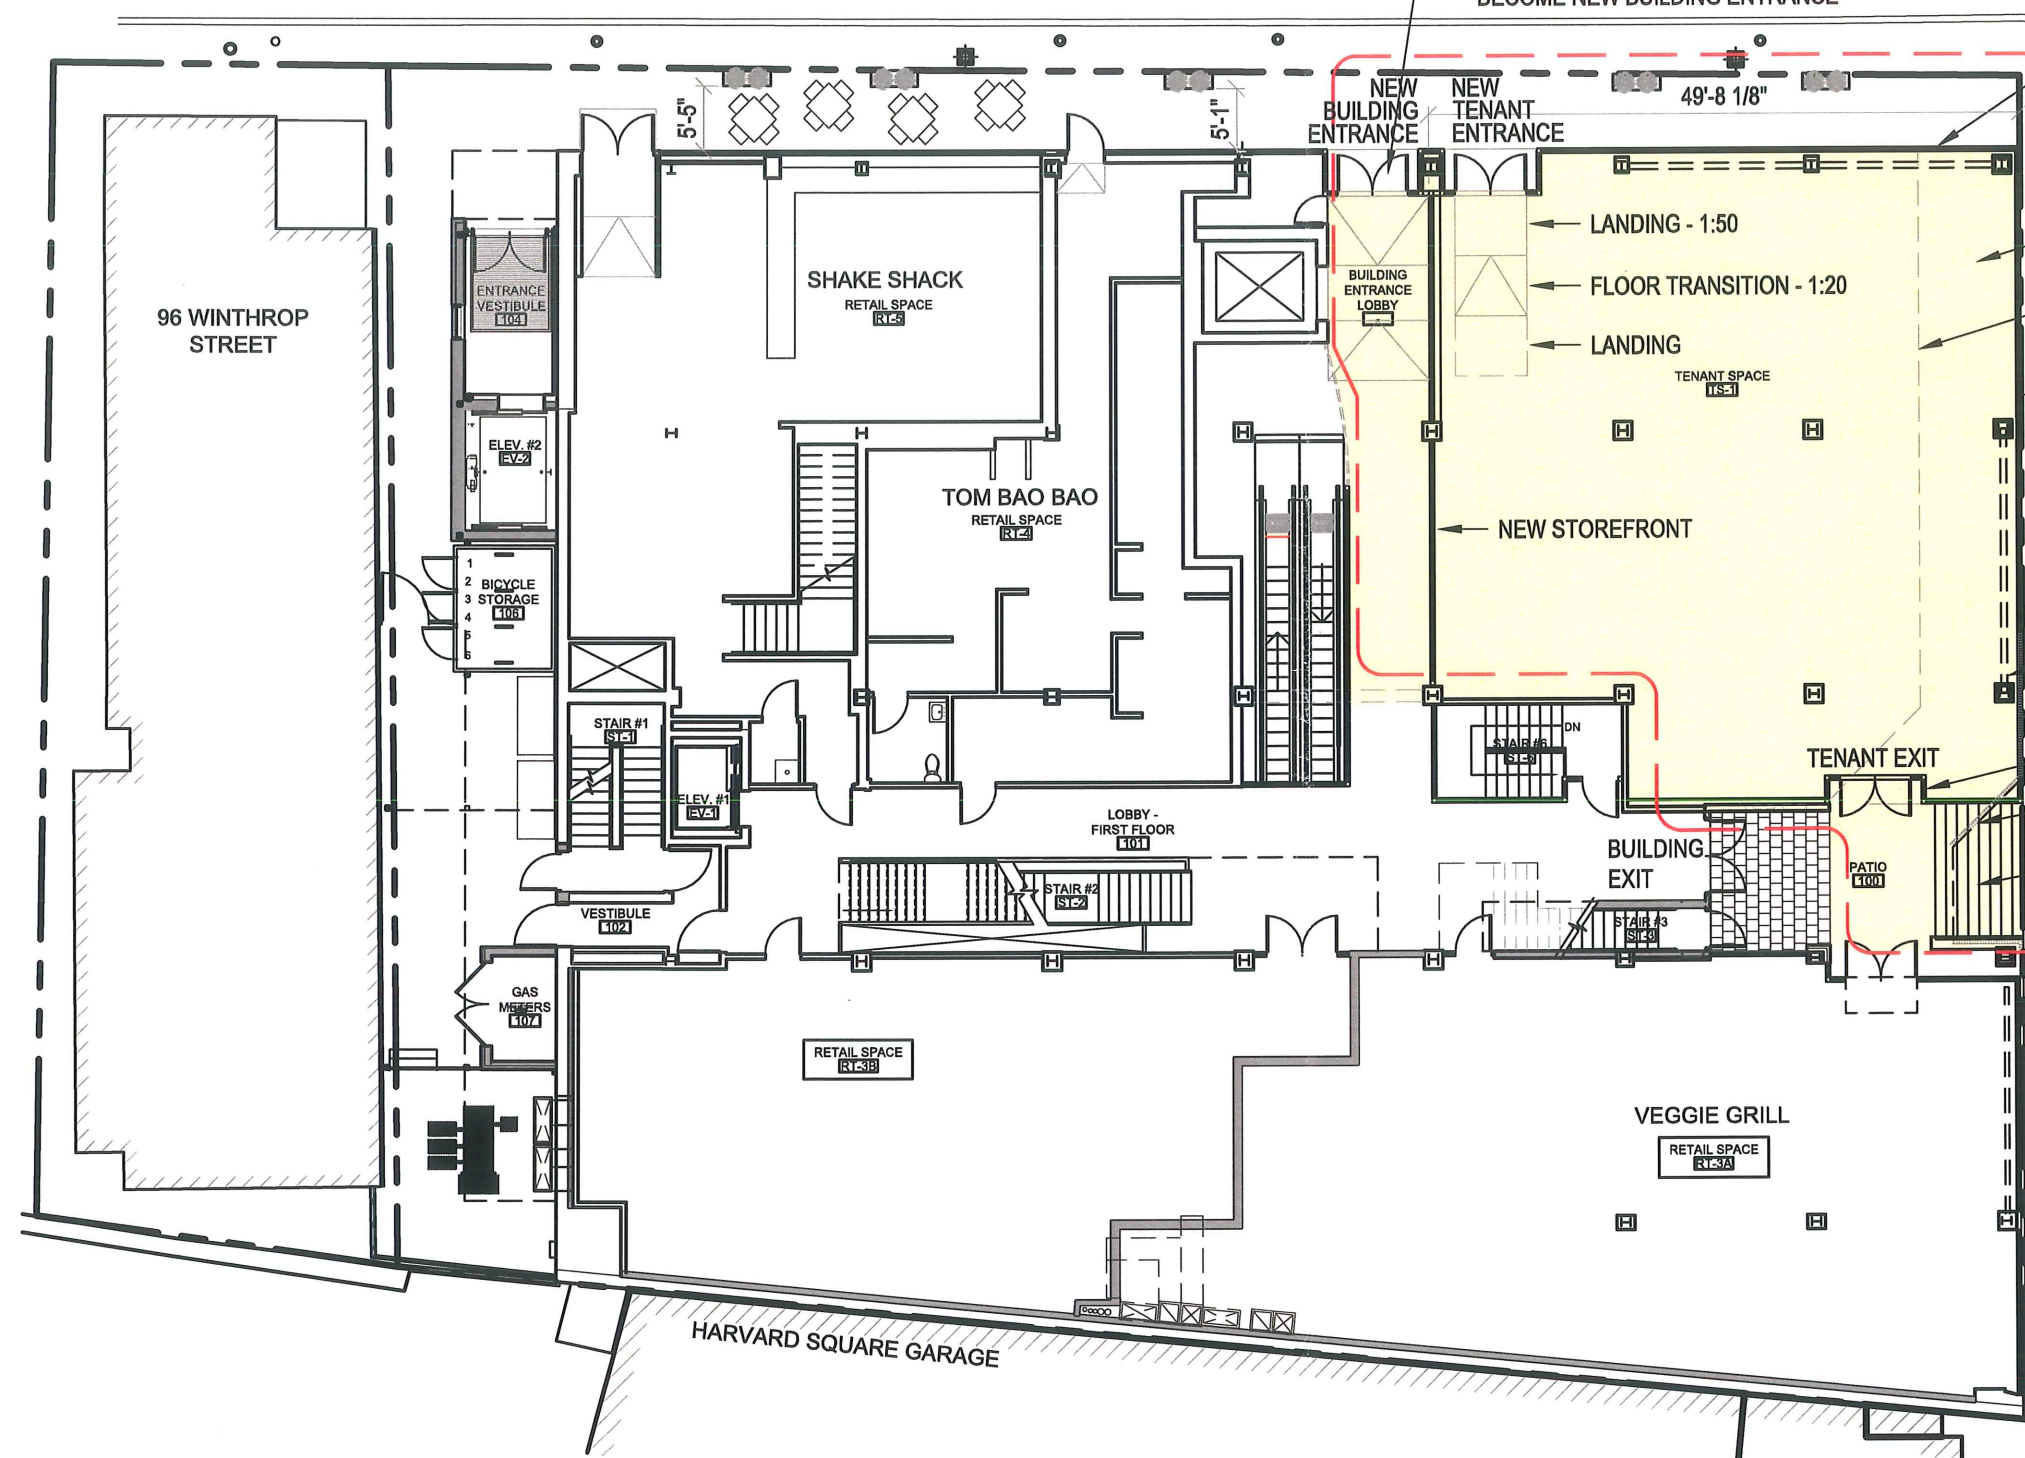 BECOME NEW BUILDING ENTRANCE
5'-5"
5'-1"
NEW
BUILDING
ENTRANCE
NEW
TENANT
ENTRANCE
49'-8 1/8"
96 WINTHROP
STREET
ENTRANCE
VESTIBULE
104
SHAKE SHACK
RETAIL SPACE
RT-5
BUILDING
ENTRANCE
LOBBY
LANDING - 1:50
FLOOR TRANSITION - 1:20
LANDING
TENANT SPACE
TS-1
ELEV. #2
EV-2
TOM BAO BAO
RETAIL SPACE
RT-4
NEW STOREFRONT
1
2
3
4
5
6
BICYCLE
STORAGE
106
STAIR #1
ST-1
ELEV. #1
EV-1
DN
STAIR #6
ST-6
TENANT EXIT
LOBBY -
FIRST FLOOR
101
BUILDING
EXIT
PATIO
100
STAIR #2
ST-2
STAIR #3
ST-3
VESTIBULE
102
GAS
METERS
107
RETAIL SPACE
RT-3B
VEGGIE GRILL
RETAIL SPACE
RT-3A
HARVARD SQUARE GARAGE